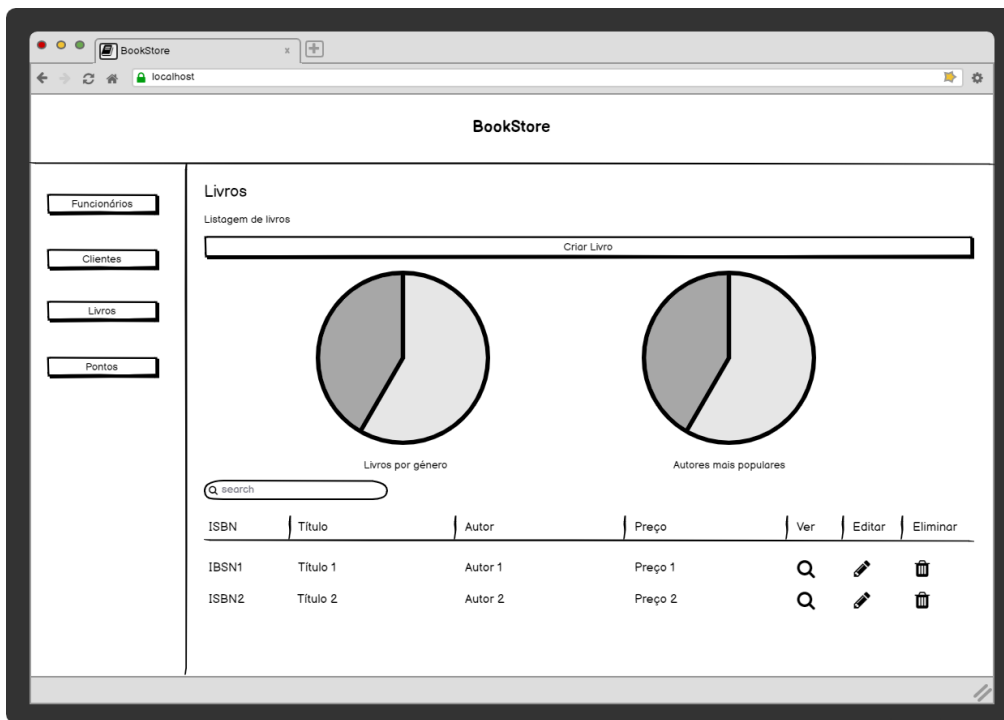 BookStore x
localhost
BookStore
Funcionários
Clientes
Livros
Pontos
Livros
Listagem de livros
Criar Livro
Livros por género
Autores mais populares
search
ISBN Título Autor Preço Ver Editar Eliminar
IBSN1 Título 1 Autor 1 Preço 1
ISBN2 Título 2 Autor 2 Preço 2